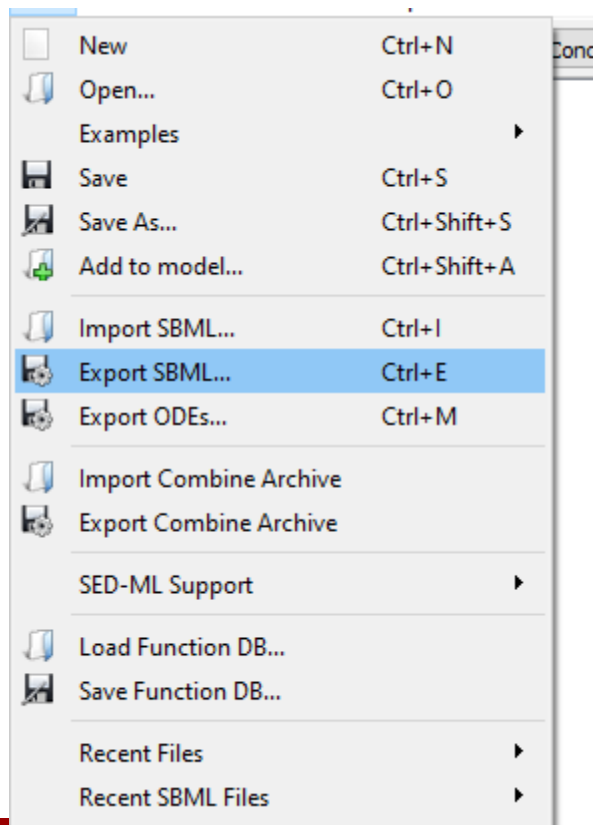 New Ctrl+N
Conc
Open... Ctrl+O
Examples
Save Ctrl+S
Save As... Ctrl+Shift+S
Add to model... Ctrl+Shift+A
Import SBML... Ctrl+I
Export SBML... Ctrl+E
Export ODEs... Ctrl+M
Import Combine Archive
Export Combine Archive
SED-ML Support
Load Function DB...
Save Function DB...
Recent Files
Recent SBML Files